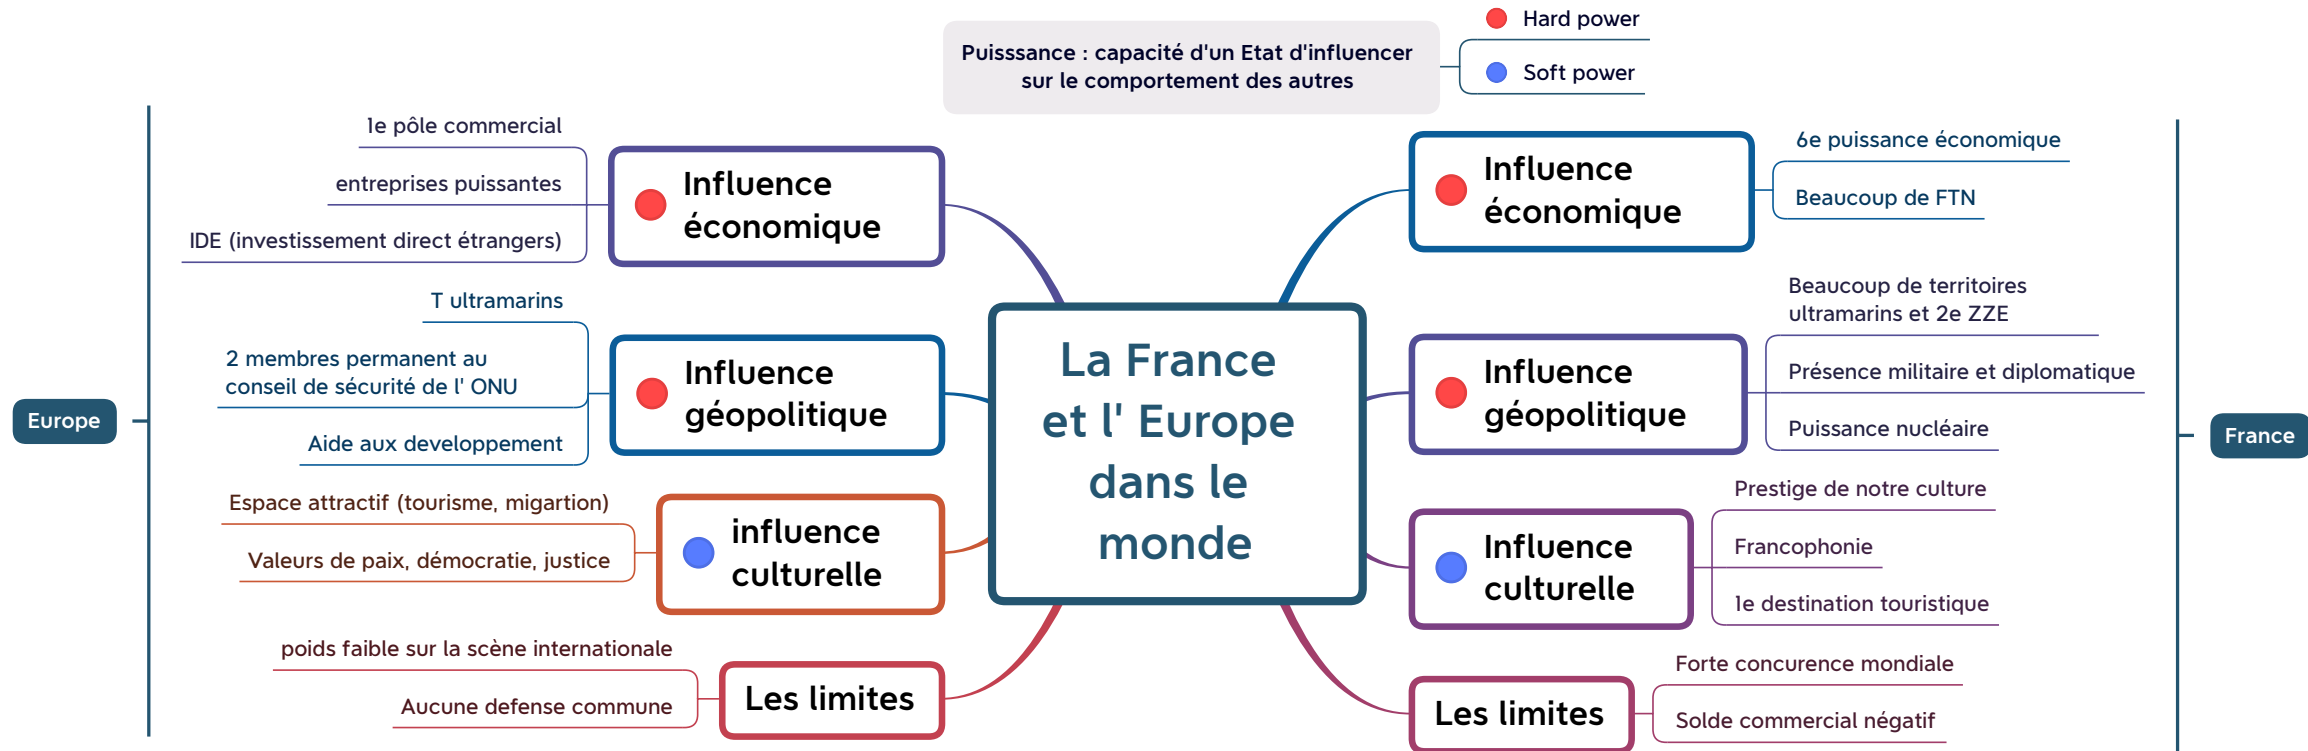 Puisssance : capacité d'un Etat d'influencer
sur le comportement des autres
Hard power
Soft power
Europe
Influence
économique
1e pôle commercial
entreprises puissantes
IDE (investissement direct étrangers)
Influence
géopolitique
T ultramarins
2 membres permanent au
conseil de sécurité de l' ONU
Aide aux developpement
influence
culturelle
Espace attractif (tourisme, migartion)
Valeurs de paix, démocratie, justice
Les limites
poids faible sur la scène internationale
Aucune defense commune
La France
et l' Europe
dans le
monde
Influence
économique
6e puissance économique
Beaucoup de FTN
Influence
géopolitique
Beaucoup de territoires
ultramarins et 2e ZZE
Présence militaire et diplomatique
Puissance nucléaire
Influence
culturelle
Prestige de notre culture
Francophonie
1e destination touristique
Les limites
Forte concurence mondiale
Solde commercial négatif
France